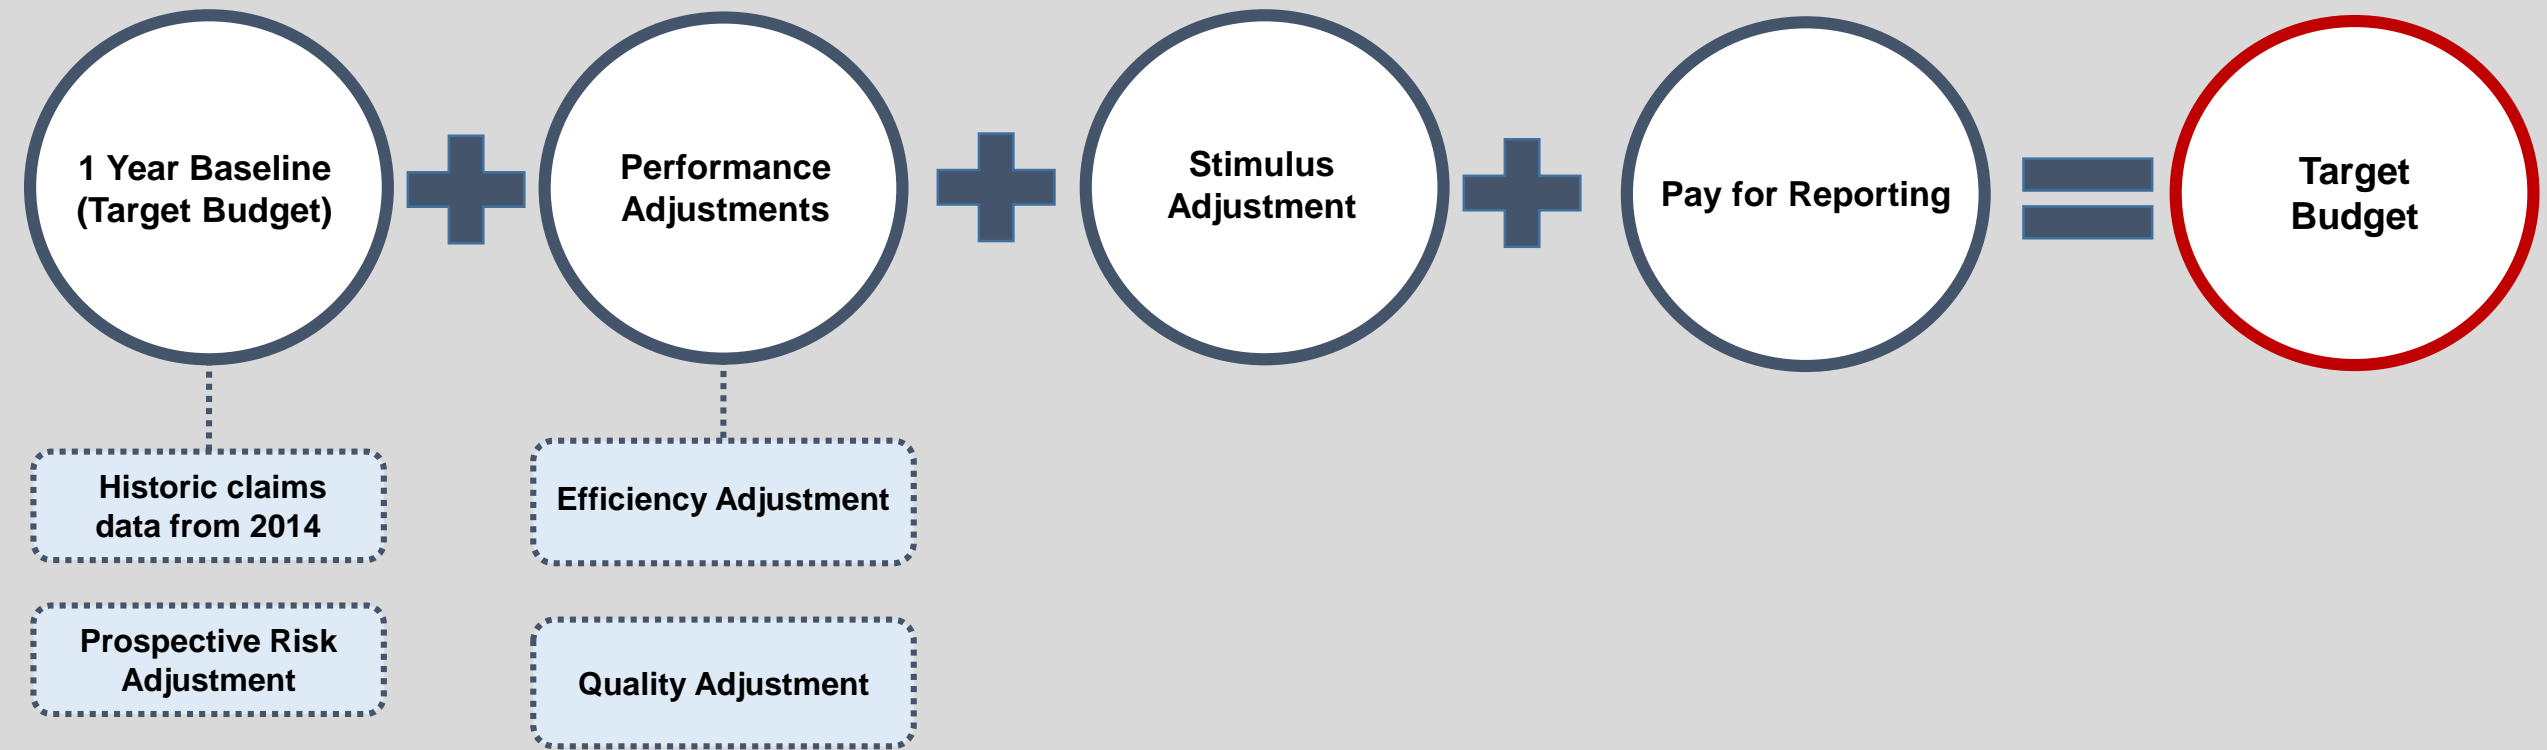 1 Year Baseline
(Target Budget)
Performance
Adjustments
Stimulus
Adjustment
Pay for Reporting
Target
Budget
Historic claims
data from 2014
Prospective Risk
Adjustment
Efficiency Adjustment
Quality Adjustment